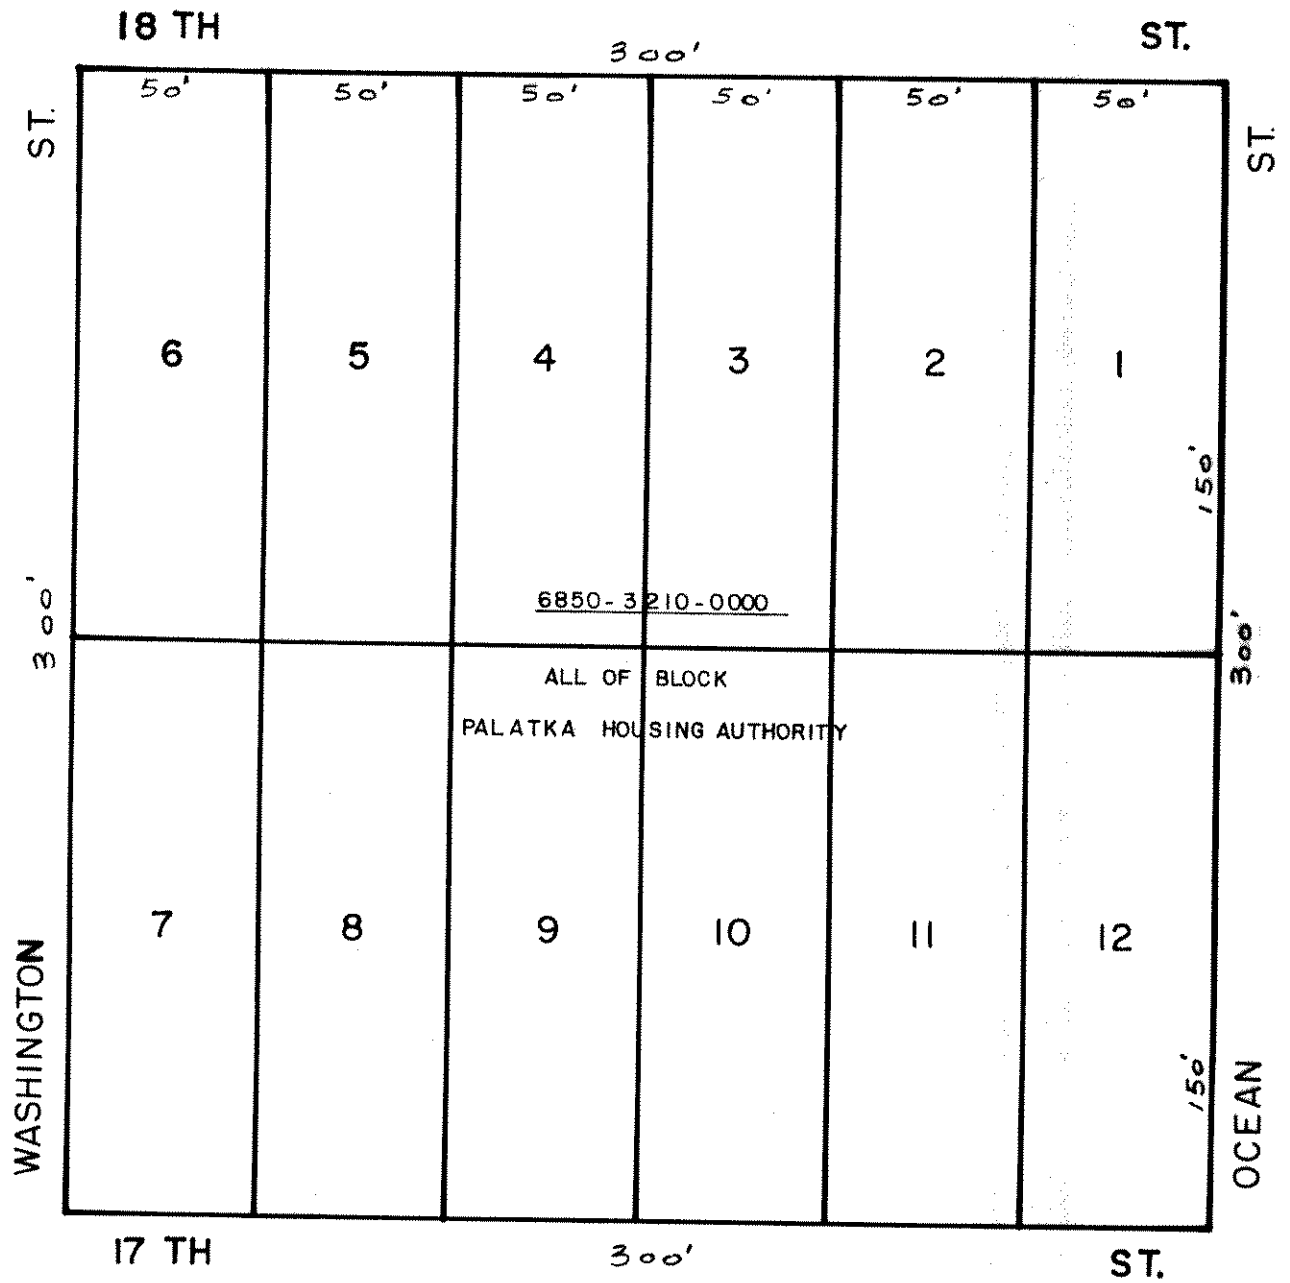 18 TH 300' ST.
50' 50' 50' 50' 50' 50'
WASHINGTON ST.
OCEAN ST.
6 5 4 3 2 1
150'
300'
6850-3210-0000
300'
ALL OF BLOCK
PALATKA HOUSING AUTHORITY
7 8 9 10 11 12
150'
17 TH 300' ST.